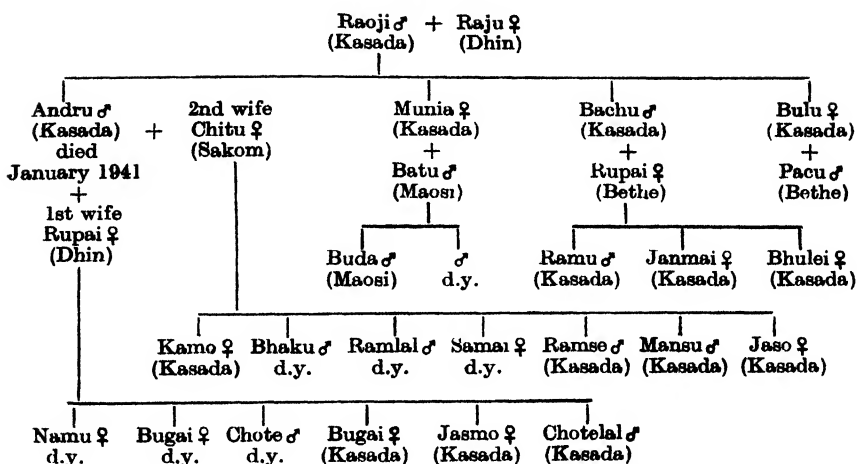 Raoji ♂ + Raju ♀
(Kasada) (Dhin)
Andru ♂ 2nd wife Munia ♀ Bachu ♂ Bulu ♀
(Kasada) + Chitu ♀ (Kasada) (Kasada) (Kasada)
died (Sakom) + + +
January 1941 Batu ♂ Rupai ♀ Pacu ♂
+ (Maosi) (Bethe) (Bethe)
1st wife
Rupai ♀
(Dhin)
Buda ♂ ♂ Ramu ♂ Janmai ♀ Bhulei ♀
(Maosi) d.y. (Kasada) (Kasada) (Kasada)
Kamo ♀ Bhaku ♂ Ramlal ♂ Samai ♀ Ramse ♂ Mansu ♂ Jaso ♀
(Kasada) d.y. d.y. d.y. (Kasada) (Kasada) (Kasada)
Namu ♀ Bugai ♀ Chote ♂ Bugai ♀ Jasmo ♀ Chotelal ♂
d.y. d.y. d.y. (Kasada) (Kasada) (Kasada)